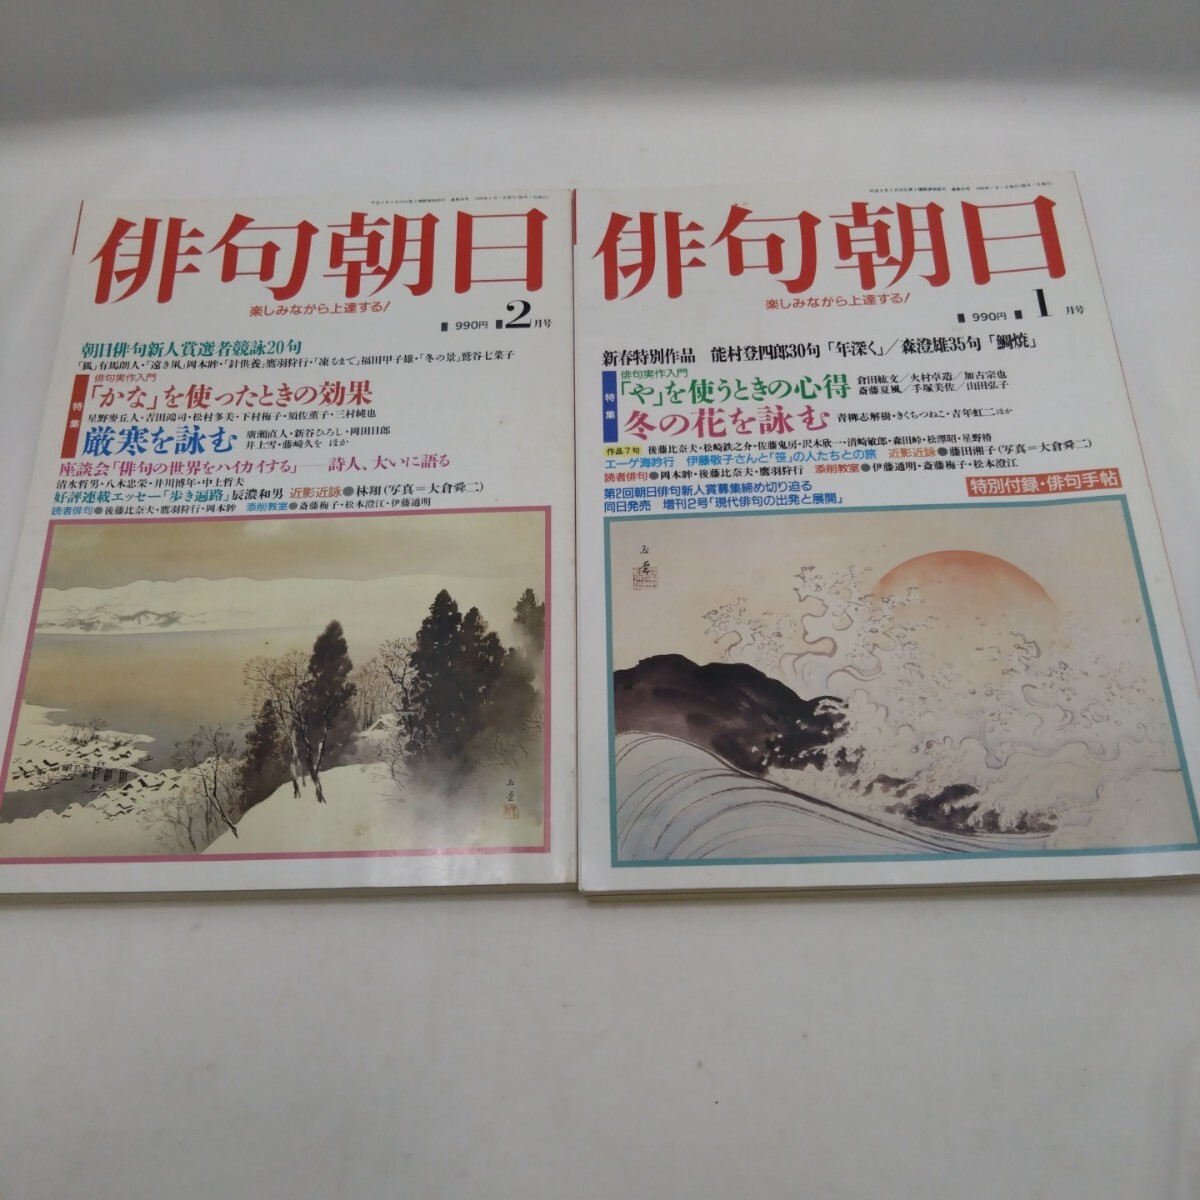 俳句朝日
楽しみながら上達する!
990円 2月号
朝日俳句新人賞選者競詠20句
「狐」有馬朗人・「遠き凩」岡本眸・「針供養」鷹羽狩行・「凍るまで」福田甲子雄・「冬の景」鷲谷七菜子
特集
俳句実作入門
「かな」を使ったときの効果
星野麥丘人・吉田鴻司・松村多美・下村梅子・須佐薫子・三村純也
厳寒を詠む
廣瀬直人・新谷ひろし・岡田日郎
井上雪・藤﨑久を ほか
座談会「俳句の世界をハイカイする」──詩人、大いに語る
清水哲男・八木忠栄・井川博年・中上哲夫
好評連載エッセー「歩き遍路」辰濃和男 近影近詠●林翔(写真=大倉舜二)
読者俳句●後藤比奈夫・鷹羽狩行・岡本眸 添削教室●斎藤梅子・松本澄江・伊藤通明
玉堂
俳句朝日
楽しみながら上達する!
990円 1月号
新春特別作品 能村登四郎30句「年深く」/森澄雄35句「鯛焼」
特集
俳句実作入門
「や」を使うときの心得
倉田紘文/火村卓造/加古宗也
斎藤夏風/手塚美佐/山田弘子
冬の花を詠む
青柳志解樹・きくちつねこ・吉年虹二ほか
作品7句 後藤比奈夫・松崎鉄之介・佐藤鬼房・沢木欣一・清崎敏郎・森田峠・松澤昭・星野椿
エーゲ海吟行 伊藤敬子さんと「笹」の人たちとの旅 近影近詠●藤田湘子(写真=大倉舜二)
読者俳句●岡本眸・後藤比奈夫・鷹羽狩行 添削教室●伊藤通明・斎藤梅子・松本澄江
第2回朝日俳句新人賞募集締め切り迫る
同日発売 増刊2号「現代俳句の出発と展開」
特別付録・俳句手帖
玉堂